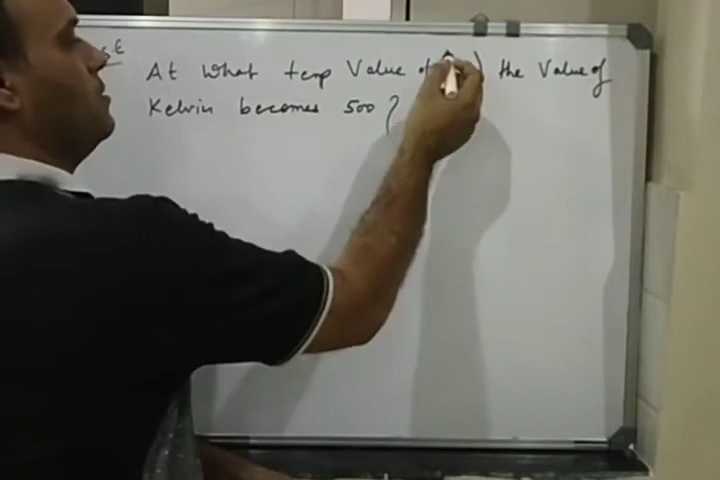 At what temp Value of the Value of
Kelvin becomes 500 ?